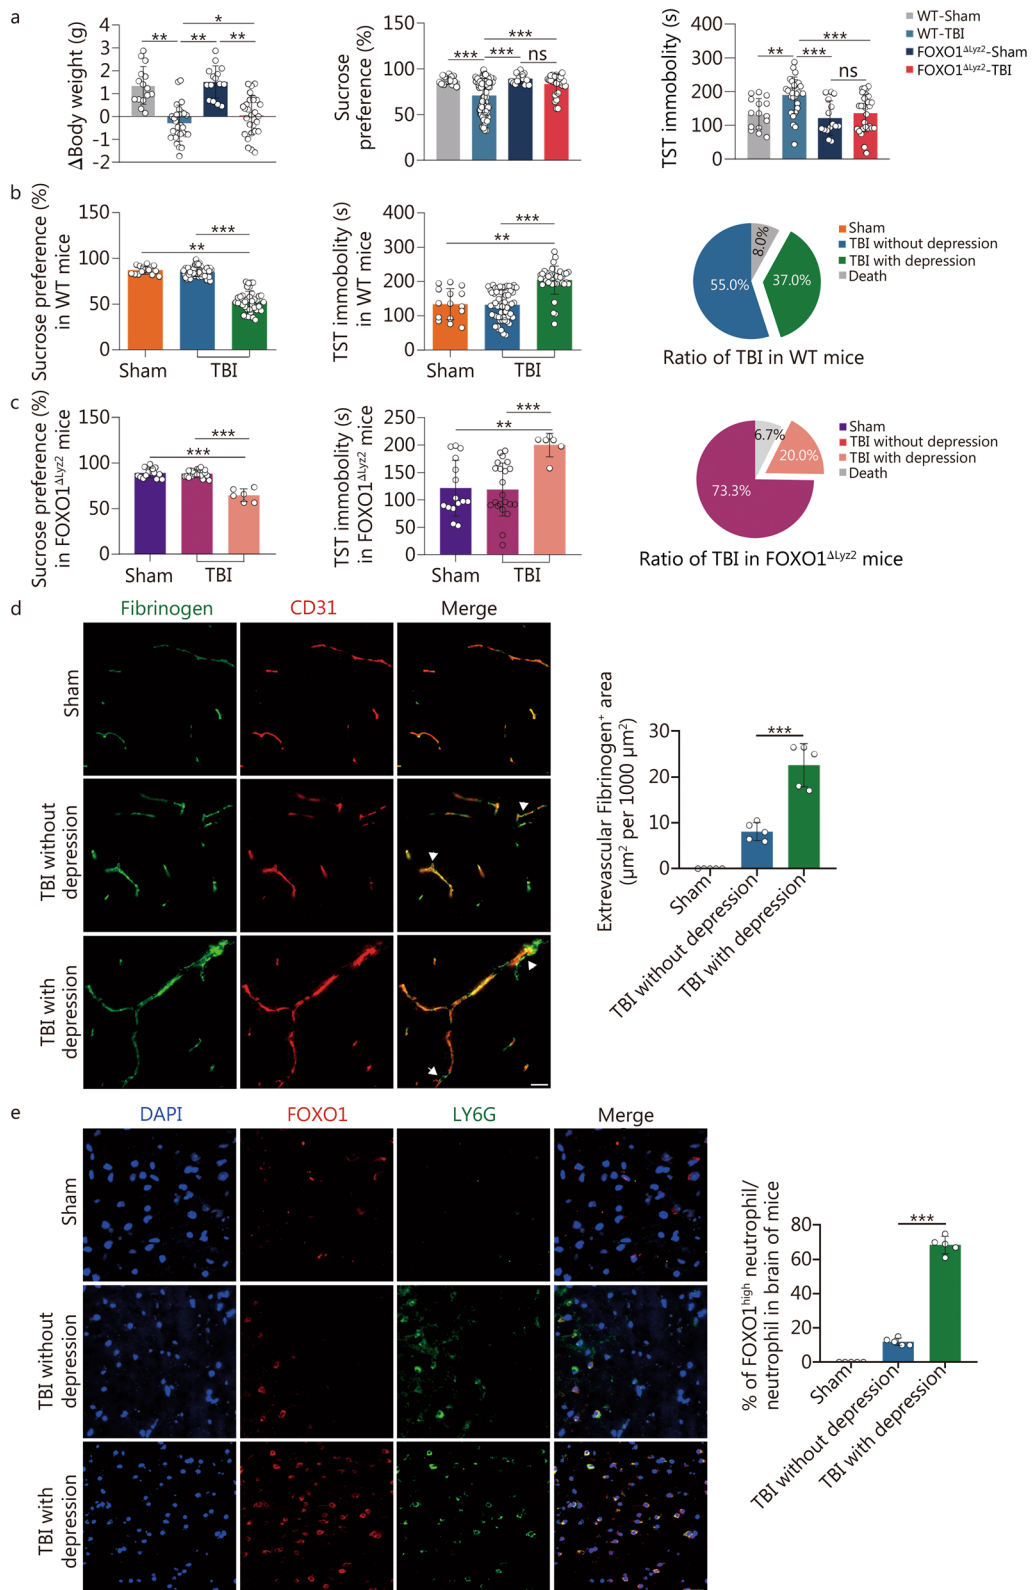 a
ΔBody weight (g)
4
3
2
1
0
-1
-2
** ** **
*
Sucrose
preference (%)
150
100
50
0
*** *** ns
***
TST immobolity (s)
400
300
200
100
0
** *** ns
***
WT-Sham
WT-TBI
FOXO1ΔLyz2-Sham
FOXO1ΔLyz2-TBI
b
Sucrose preference (%)
in WT mice
150
100
50
0
***
**
Sham TBI
TST immobolity (s)
in WT mice
400
300
200
100
0
***
**
Sham TBI
8.0%
37.0%
55.0%
Sham
TBI without depression
TBI with depression
Death
Ratio of TBI in WT mice
c
Sucrose preference (%)
in FOXO1ΔLyz2 mice
150
100
50
0
***
***
Sham TBI
TST immobolity (s)
in FOXO1ΔLyz2 mice
250
200
150
100
50
0
***
**
Sham TBI
6.7%
20.0%
73.3%
Sham
TBI without depression
TBI with depression
Death
Ratio of TBI in FOXO1ΔLyz2 mice
d
Fibrinogen CD31 Merge
Sham
TBI without
depression
TBI with
depression
Extrevascular Fibrinogen+ area
(μm2 per 1000 μm2)
30
20
10
0
***
Sham
TBI without depression
TBI with depression
e
DAPI FOXO1 LY6G Merge
Sham
TBI without
depression
TBI with
depression
% of FOXO1high neutrophil/
neutrophil in brain of mice
80
60
40
20
0
***
Sham
TBI without depression
TBI with depression